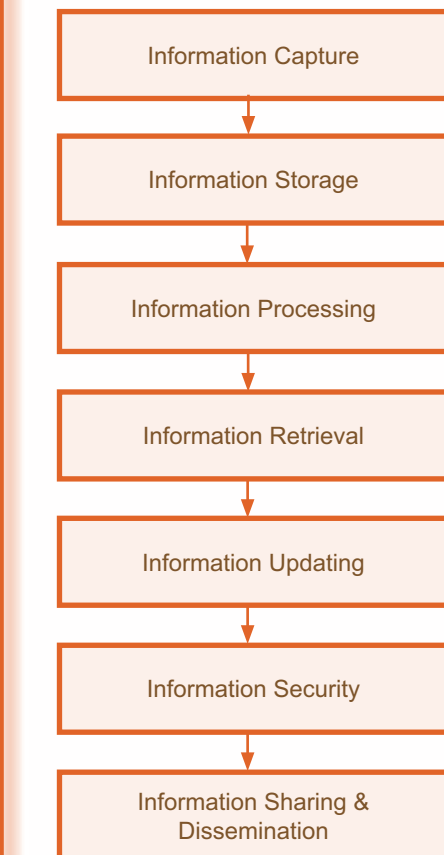 Information Capture
Information Storage
Information Processing
Information Retrieval
Information Updating
Information Security
Information Sharing &
Dissemination